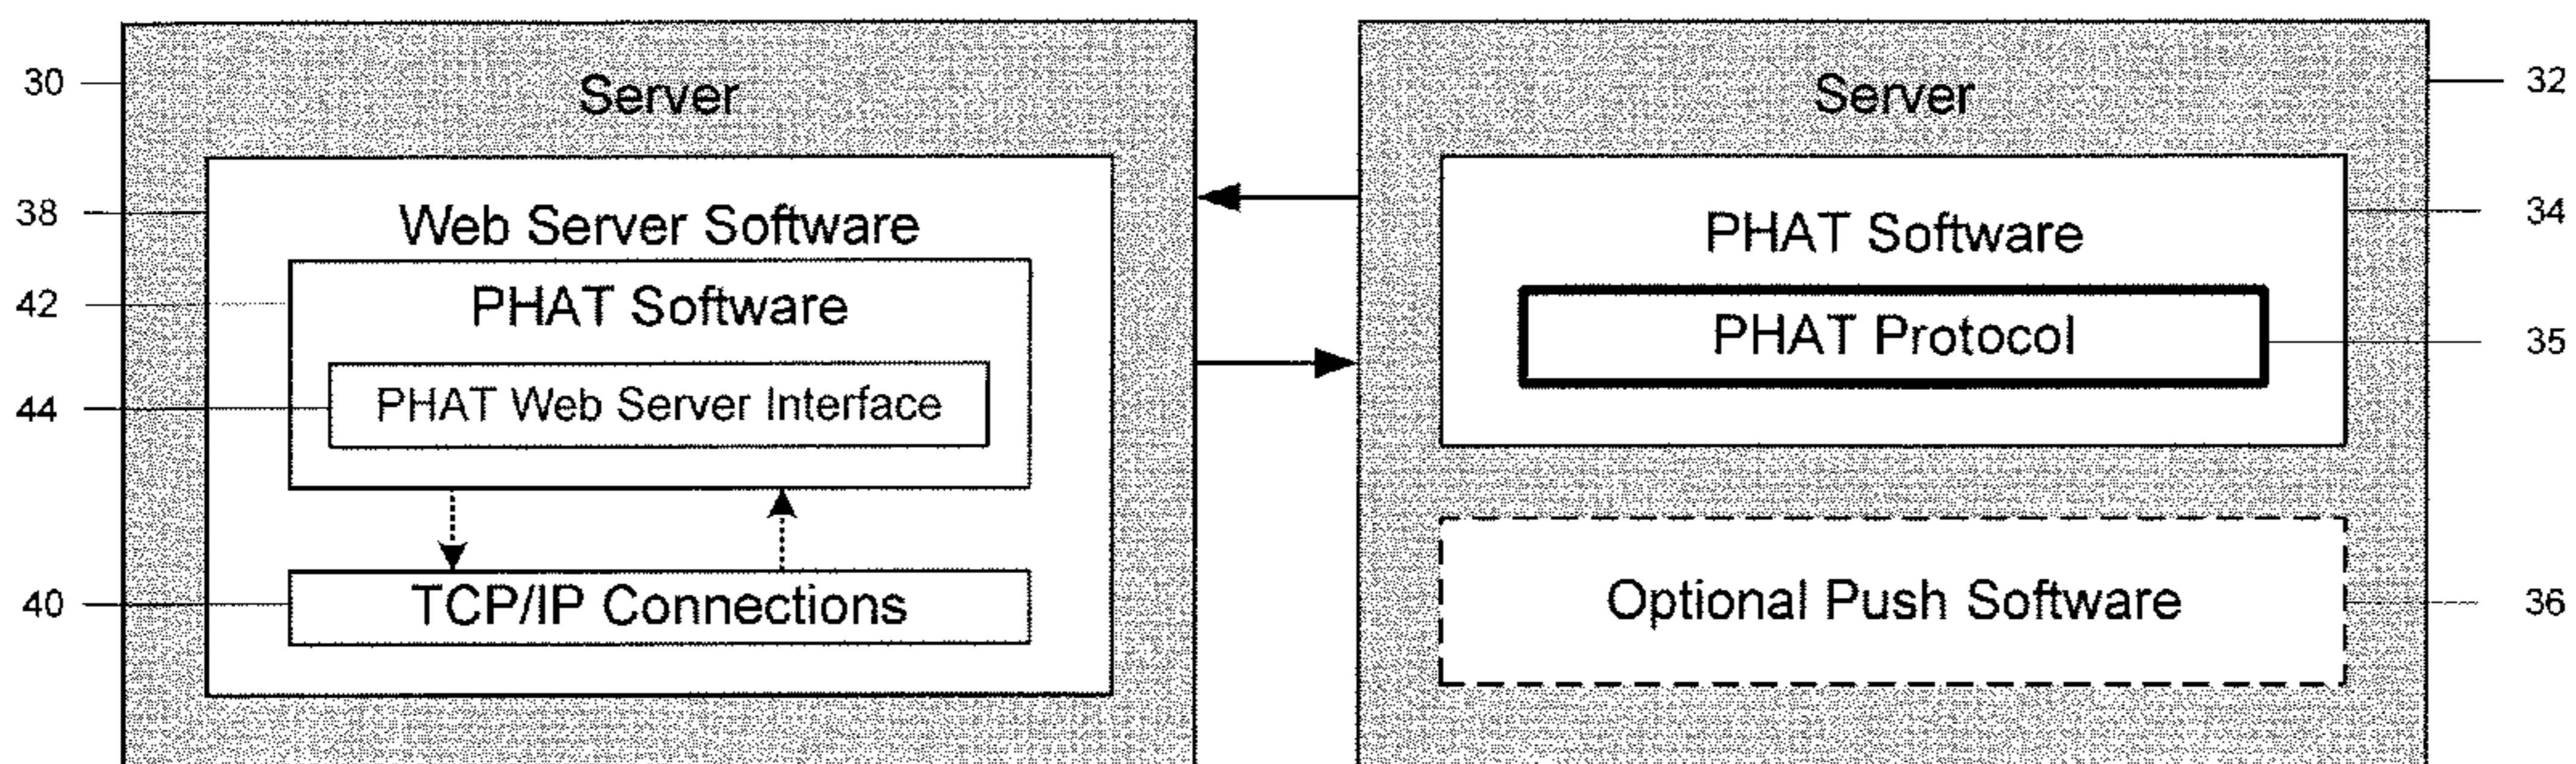 30
Server
38
Web Server Software
42
PHAT Software
44
PHAT Web Server Interface
40
TCP/IP Connections
Server
32
PHAT Software
34
PHAT Protocol
35
Optional Push Software
36